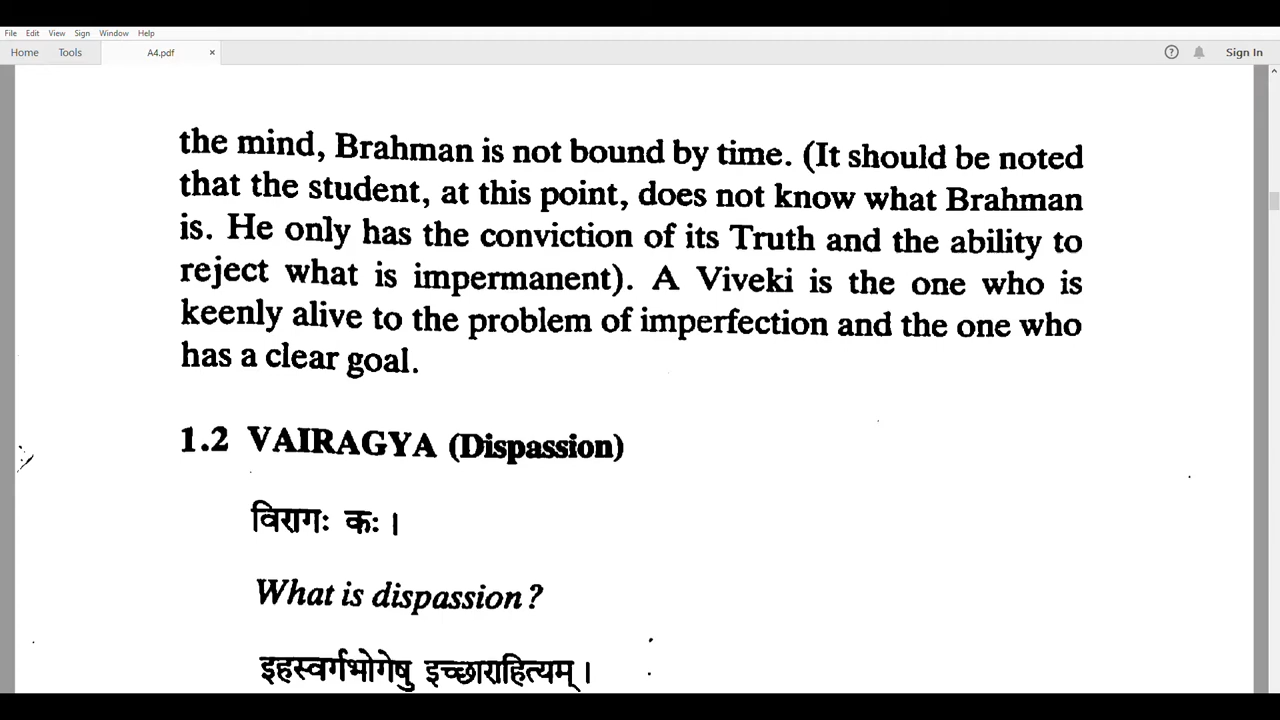 File Edit View Sign Window Help
Home Tools A4.pdf × ? Sign In
the mind, Brahman is not bound by time. (It should be noted
that the student, at this point, does not know what Brahman
is. He only has the conviction of its Truth and the ability to
reject what is impermanent). A Viveki is the one who is
keenly alive to the problem of imperfection and the one who
has a clear goal.
1.2 VAIRAGYA (Dispassion)
विरागः कः ।
What is dispassion?
इहस्वर्गभोगेषु इच्छाराहित्यम् ।